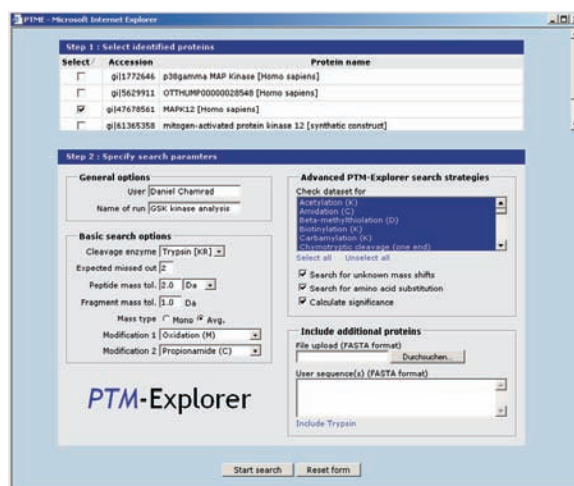 PTME - Microsoft Internet Explorer
Step 1 : Select identified proteins
Select/ Accession Protein name
gi|1772646 p38gamma MAP Kinase [Homo sapiens]
gi|5629911 OTTHUMP00000028548 [Homo sapiens]
gi|47678561 MAPK12 [Homo sapiens]
gi|61365358 mitogen-activated protein kinase 12 [synthetic construct]
Step 2 : Specify search paramters
General options
User Daniel Chamrad
Name of run GSK kinase analysis
Basic search options
Cleavage enzyme Trypsin [KR]
Expected missed out 2
Peptide mass tol. 2.0 Da
Fragment mass tol. 1.0 Da
Mass type Mono Avg.
Modification 1 Oxidation (M)
Modification 2 Propionamide (C)
PTM-Explorer
Advanced PTM-Explorer search strategies
Check dataset for
Acetylation (K)
Amidation (C)
Beta-methylthiolation (D)
Biotinylation (K)
Carbamylation (K)
Chymotryptic cleavage (one end)
Select all Unselect all
Search for unknown mass shifts
Search for amino acid substitution
Calculate significance
Include additional proteins
File upload (FASTA format)
Durchsuchen...
User sequence(s) (FASTA format)
Include Trypsin
Start search Reset form